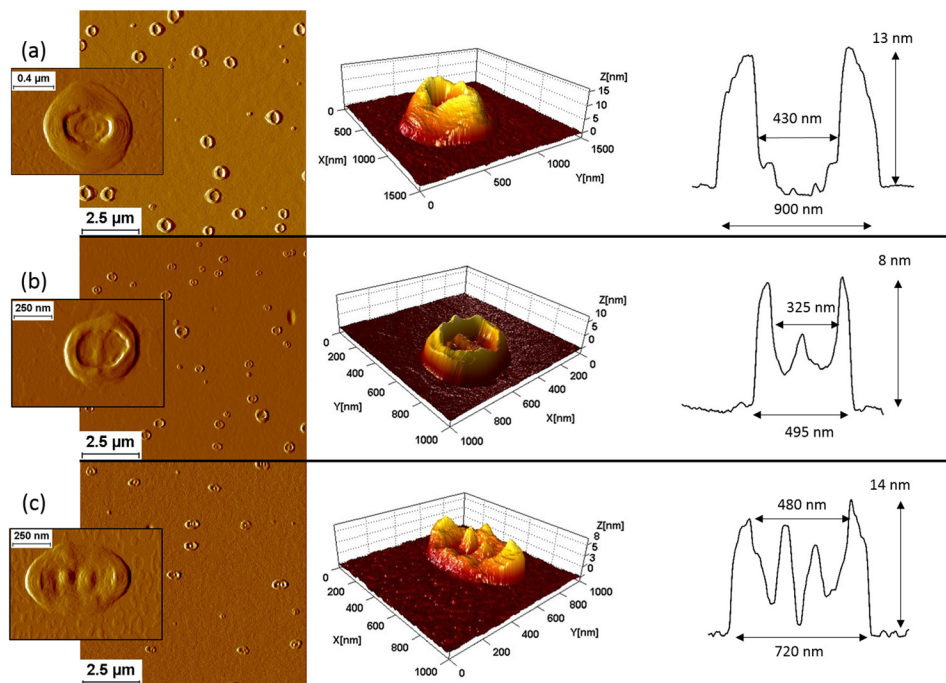 (a)
0.4 µm
2.5 µm
Z[nm]
15
10
5
0
0
500
1000
1500
X[nm]
0
500
1000
1500
Y[nm]
13 nm
430 nm
900 nm
(b)
250 nm
2.5 µm
Z[nm]
10
5
0
0
200
400
600
800
1000
Y[nm]
0
200
400
600
800
1000
X[nm]
8 nm
325 nm
495 nm
(c)
250 nm
2.5 µm
Z[nm]
8
5
3
0
0
200
400
600
800
1000
X[nm]
0
200
400
600
800
1000
Y[nm]
14 nm
480 nm
720 nm